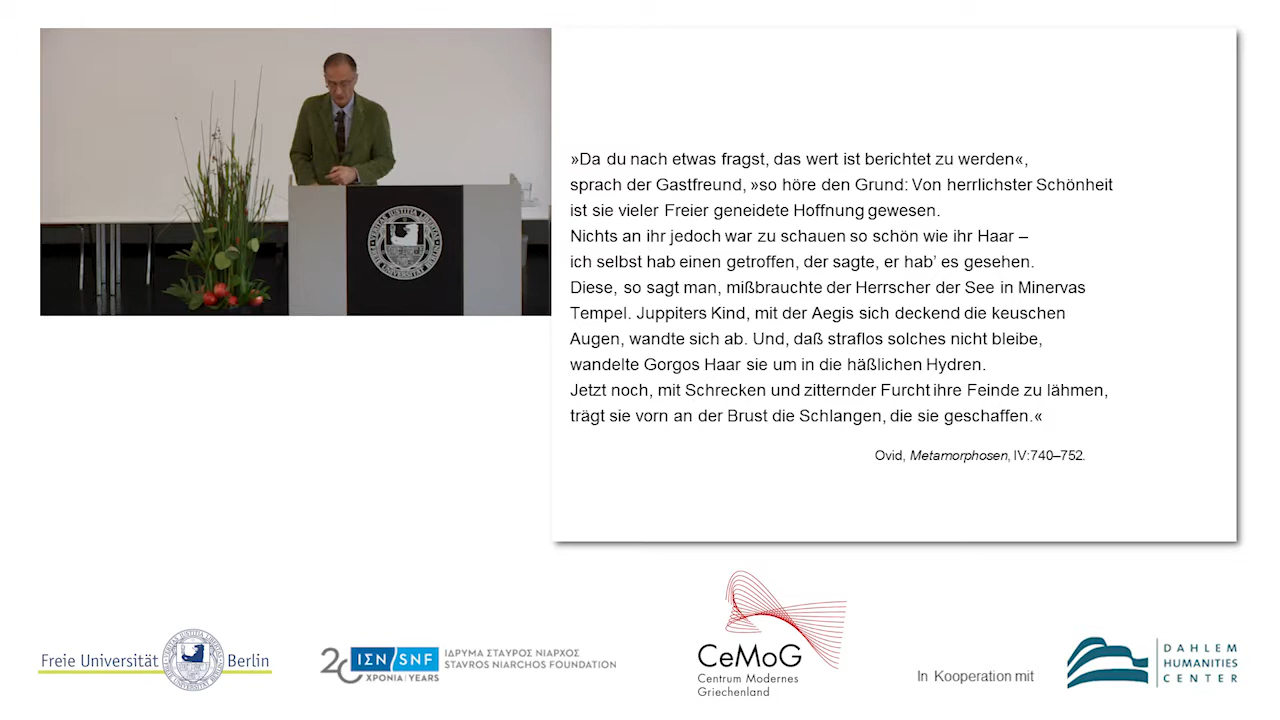 »Da du nach etwas fragst, das wert ist berichtet zu werden«,
sprach der Gastfreund, »so höre den Grund: Von herrlichster Schönheit
ist sie vieler Freier geneidete Hoffnung gewesen.
Nichts an ihr jedoch war zu schauen so schön wie ihr Haar –
ich selbst hab einen getroffen, der sagte, er hab’ es gesehen.
Diese, so sagt man, mißbrauchte der Herrscher der See in Minervas
Tempel. Juppiters Kind, mit der Aegis sich deckend die keuschen
Augen, wandte sich ab. Und, daß straflos solches nicht bleibe,
wandelte Gorgos Haar sie um in die häßlichen Hydren.
Jetzt noch, mit Schrecken und zitternder Furcht ihre Feinde zu lähmen,
trägt sie vorn an der Brust die Schlangen, die sie geschaffen.«
Ovid, Metamorphosen, IV:740–752.
Freie Universität Berlin
20 ΙΣΝ/SNF
ΧΡΟΝΙΑ YEARS
ΙΔΡΥΜΑ ΣΤΑΥΡΟΣ ΝΙΑΡΧΟΣ
STAVROS NIARCHOS FOUNDATION
CeMoG
Centrum Modernes
Griechenland
In Kooperation mit
DAHLEM
HUMANITIES
CENTER